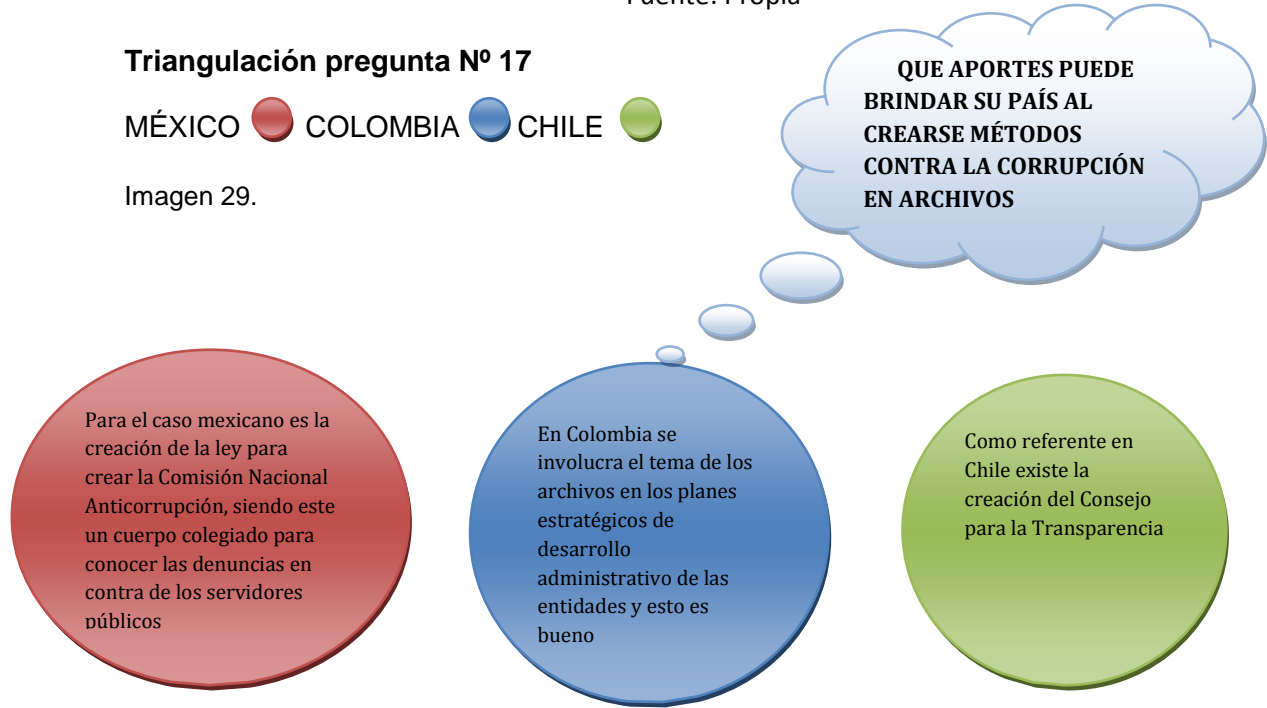 Fuente: Propia
Triangulación pregunta Nº 17
MÉXICO COLOMBIA CHILE
Imagen 29.
QUE APORTES PUEDE
BRINDAR SU PAÍS AL
CREARSE MÉTODOS
CONTRA LA CORRUPCIÓN
EN ARCHIVOS
Para el caso mexicano es la
creación de la ley para
crear la Comisión Nacional
Anticorrupción, siendo este
un cuerpo colegiado para
conocer las denuncias en
contra de los servidores
públicos
En Colombia se
involucra el tema de los
archivos en los planes
estratégicos de
desarrollo
administrativo de las
entidades y esto es
bueno
Como referente en
Chile existe la
creación del Consejo
para la Transparencia